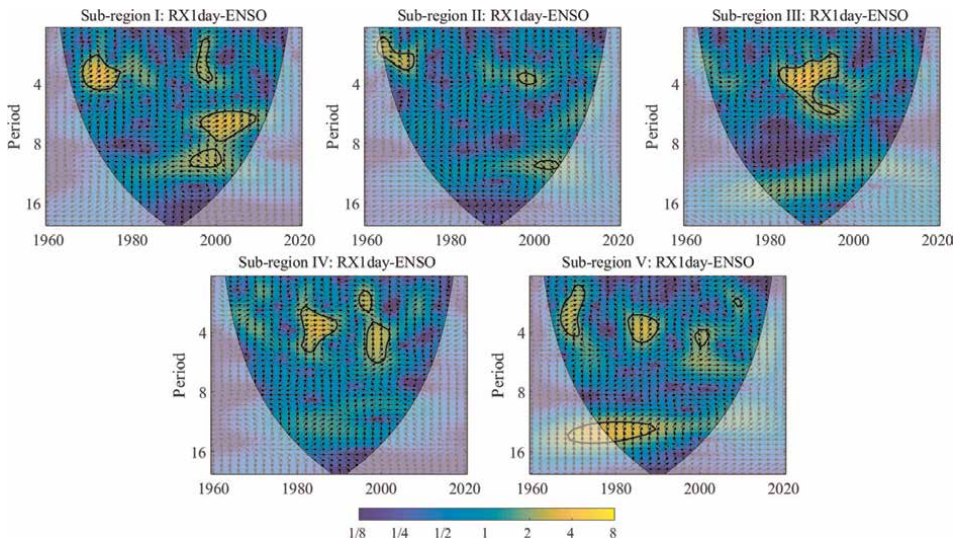 Sub-region I: RX1day-ENSO
Sub-region II: RX1day-ENSO
Sub-region III: RX1day-ENSO
Period
4
8
16
1960 1980 2000 2020
Period
4
8
16
1960 1980 2000 2020
Period
4
8
16
1960 1980 2000 2020
Sub-region IV: RX1day-ENSO
Sub-region V: RX1day-ENSO
Period
4
8
16
1960 1980 2000 2020
Period
4
8
16
1960 1980 2000 2020
1/8 1/4 1/2 1 2 4 8